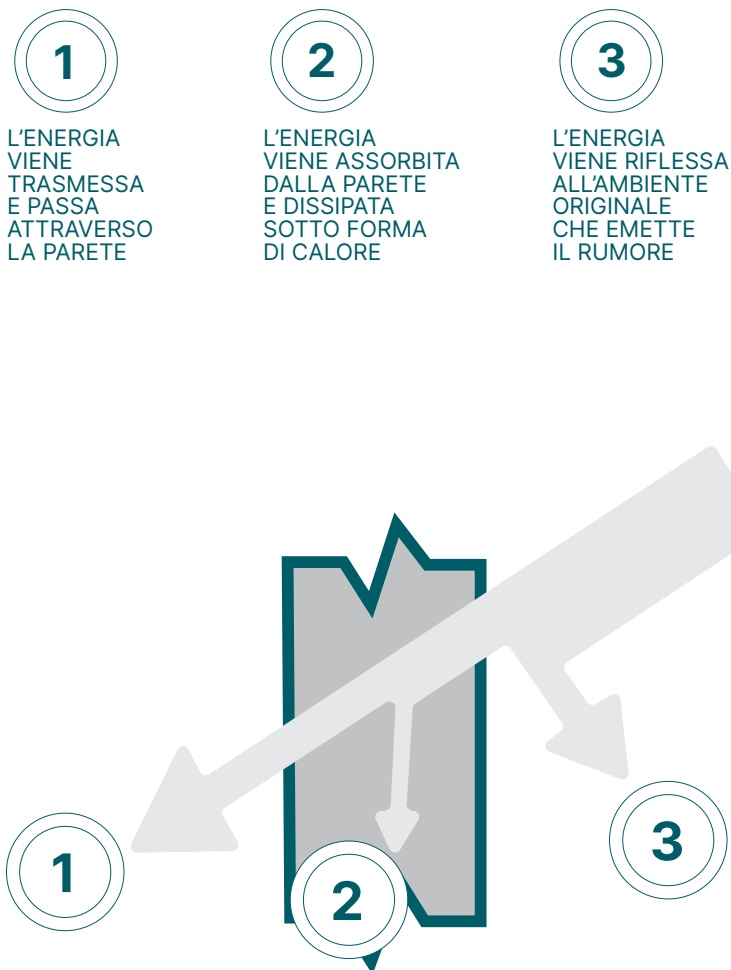 1
L'ENERGIA
VIENE
TRASMESSA
E PASSA
ATTRAVERSO
LA PARETE
2
L'ENERGIA
VIENE ASSORBITA
DALLA PARETE
E DISSIPATA
SOTTO FORMA
DI CALORE
3
L'ENERGIA
VIENE RIFLESSA
ALL'AMBIENTE
ORIGINALE
CHE EMETTE
IL RUMORE
1
2
3